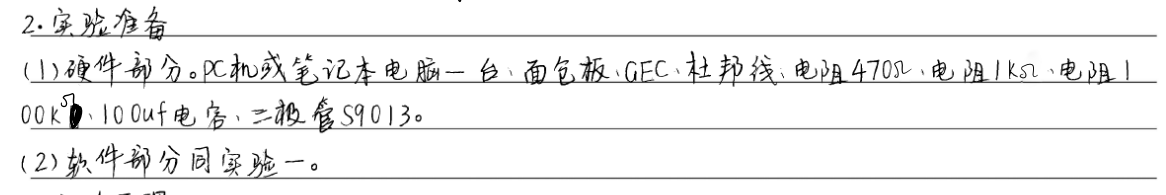 2.实验准备
(1)硬件部分。PC机或笔记本电脑一台、面包板、GEC、杜邦线、电阻470Ω、电阻1KΩ、电阻1
00KΩ、100uf电容、三极管S9013。
(2)软件部分同实验一。